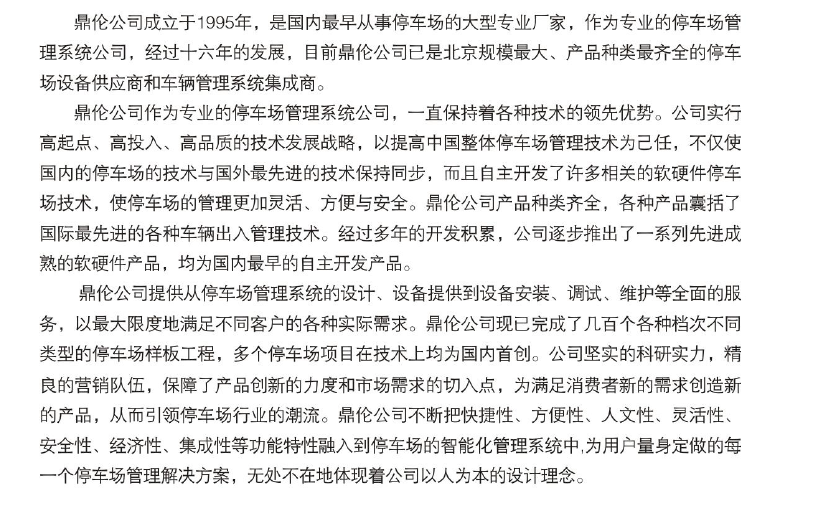 鼎伦公司成立于1995年，是国内最早从事停车场的大型专业厂家，作为专业的停车场管
理系统公司，经过十六年的发展，目前鼎伦公司已是北京规模最大、产品种类最齐全的停车
场设备供应商和车辆管理系统集成商。
鼎伦公司作为专业的停车场管理系统公司，一直保持着各种技术的领先优势。公司实行
高起点、高投入、高品质的技术发展战略，以提高中国整体停车场管理技术为己任，不仅使
国内的停车场的技术与国外最先进的技术保持同步，而且自主开发了许多相关的软硬件停车
场技术，使停车场的管理更加灵活、方便与安全。鼎伦公司产品种类齐全，各种产品囊括了
国际最先进的各种车辆出入管理技术。经过多年的开发积累，公司逐步推出了一系列先进成
熟的软硬件产品，均为国内最早的自主开发产品。
鼎伦公司提供从停车场管理系统的设计、设备提供到设备安装、调试、维护等全面的服
务，以最大限度地满足不同客户的各种实际需求。鼎伦公司现已完成了几百个各种档次不同
类型的停车场样板工程，多个停车场项目在技术上均为国内首创。公司坚实的科研实力，精
良的营销队伍，保障了产品创新的力度和市场需求的切入点，为满足消费者新的需求创造新
的产品，从而引领停车场行业的潮流。鼎伦公司不断把快捷性、方便性、人文性、灵活性、
安全性、经济性、集成性等功能特性融入到停车场的智能化管理系统中,为用户量身定做的每
一个停车场管理解决方案，无处不在地体现着公司以人为本的设计理念。